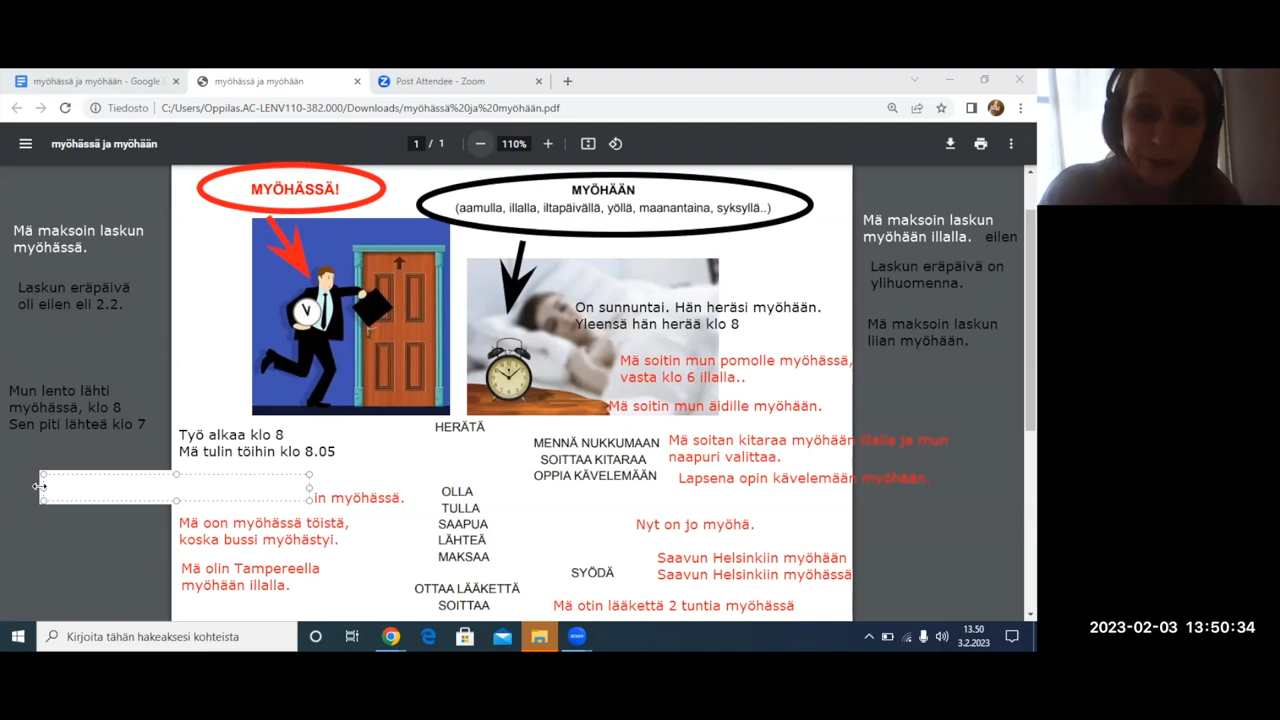 myöhässä ja myöhään - Google
myöhässä ja myöhään
Post Attendee - Zoom
Tiedosto
C:/Users/Oppilas.AC-LENV110-382.000/Downloads/myöhässä%20ja%20myöhään.pdf
myöhässä ja myöhään
1 / 1
110%
MYÖHÄSSÄ!
MYÖHÄÄN
(aamulla, illalla, iltapäivällä, yöllä, maanantaina, syksyllä..)
Mä maksoin laskun
myöhässä.
Laskun eräpäivä
oli eilen eli 2.2.
Mun lento lähti
myöhässä, klo 8
Sen piti lähteä klo 7
Mä maksoin laskun
myöhään illalla. eilen
Laskun eräpäivä on
ylihuomenna.
Mä maksoin laskun
liian myöhään.
On sunnuntai. Hän heräsi myöhään.
Yleensä hän herää klo 8
Mä soitin mun pomolle myöhässä,
vasta klo 6 illalla..
Mä soitin mun äidille myöhään.
Työ alkaa klo 8
Mä tulin töihin klo 8.05
in myöhässä.
Mä oon myöhässä töistä,
koska bussi myöhästyi.
Mä olin Tampereella
myöhään illalla.
HERÄTÄ
MENNÄ NUKKUMAAN
SOITTAA KITARAA
OPPIA KÄVELEMÄÄN
Mä soitan kitaraa myöhään illalla ja mun
naapuri valittaa.
Lapsena opin kävelemään myöhään.
OLLA
TULLA
SAAPUA
LÄHTEÄ
MAKSAA
Nyt on jo myöhä.
SYÖDÄ
Saavun Helsinkiin myöhään
Saavun Helsinkiin myöhässä
OTTAA LÄÄKETTÄ
SOITTAA
Mä otin lääkettä 2 tuntia myöhässä
Kirjoita tähän hakeaksesi kohteista
zoom
13.50
3.2.2023
2023-02-03 13:50:34